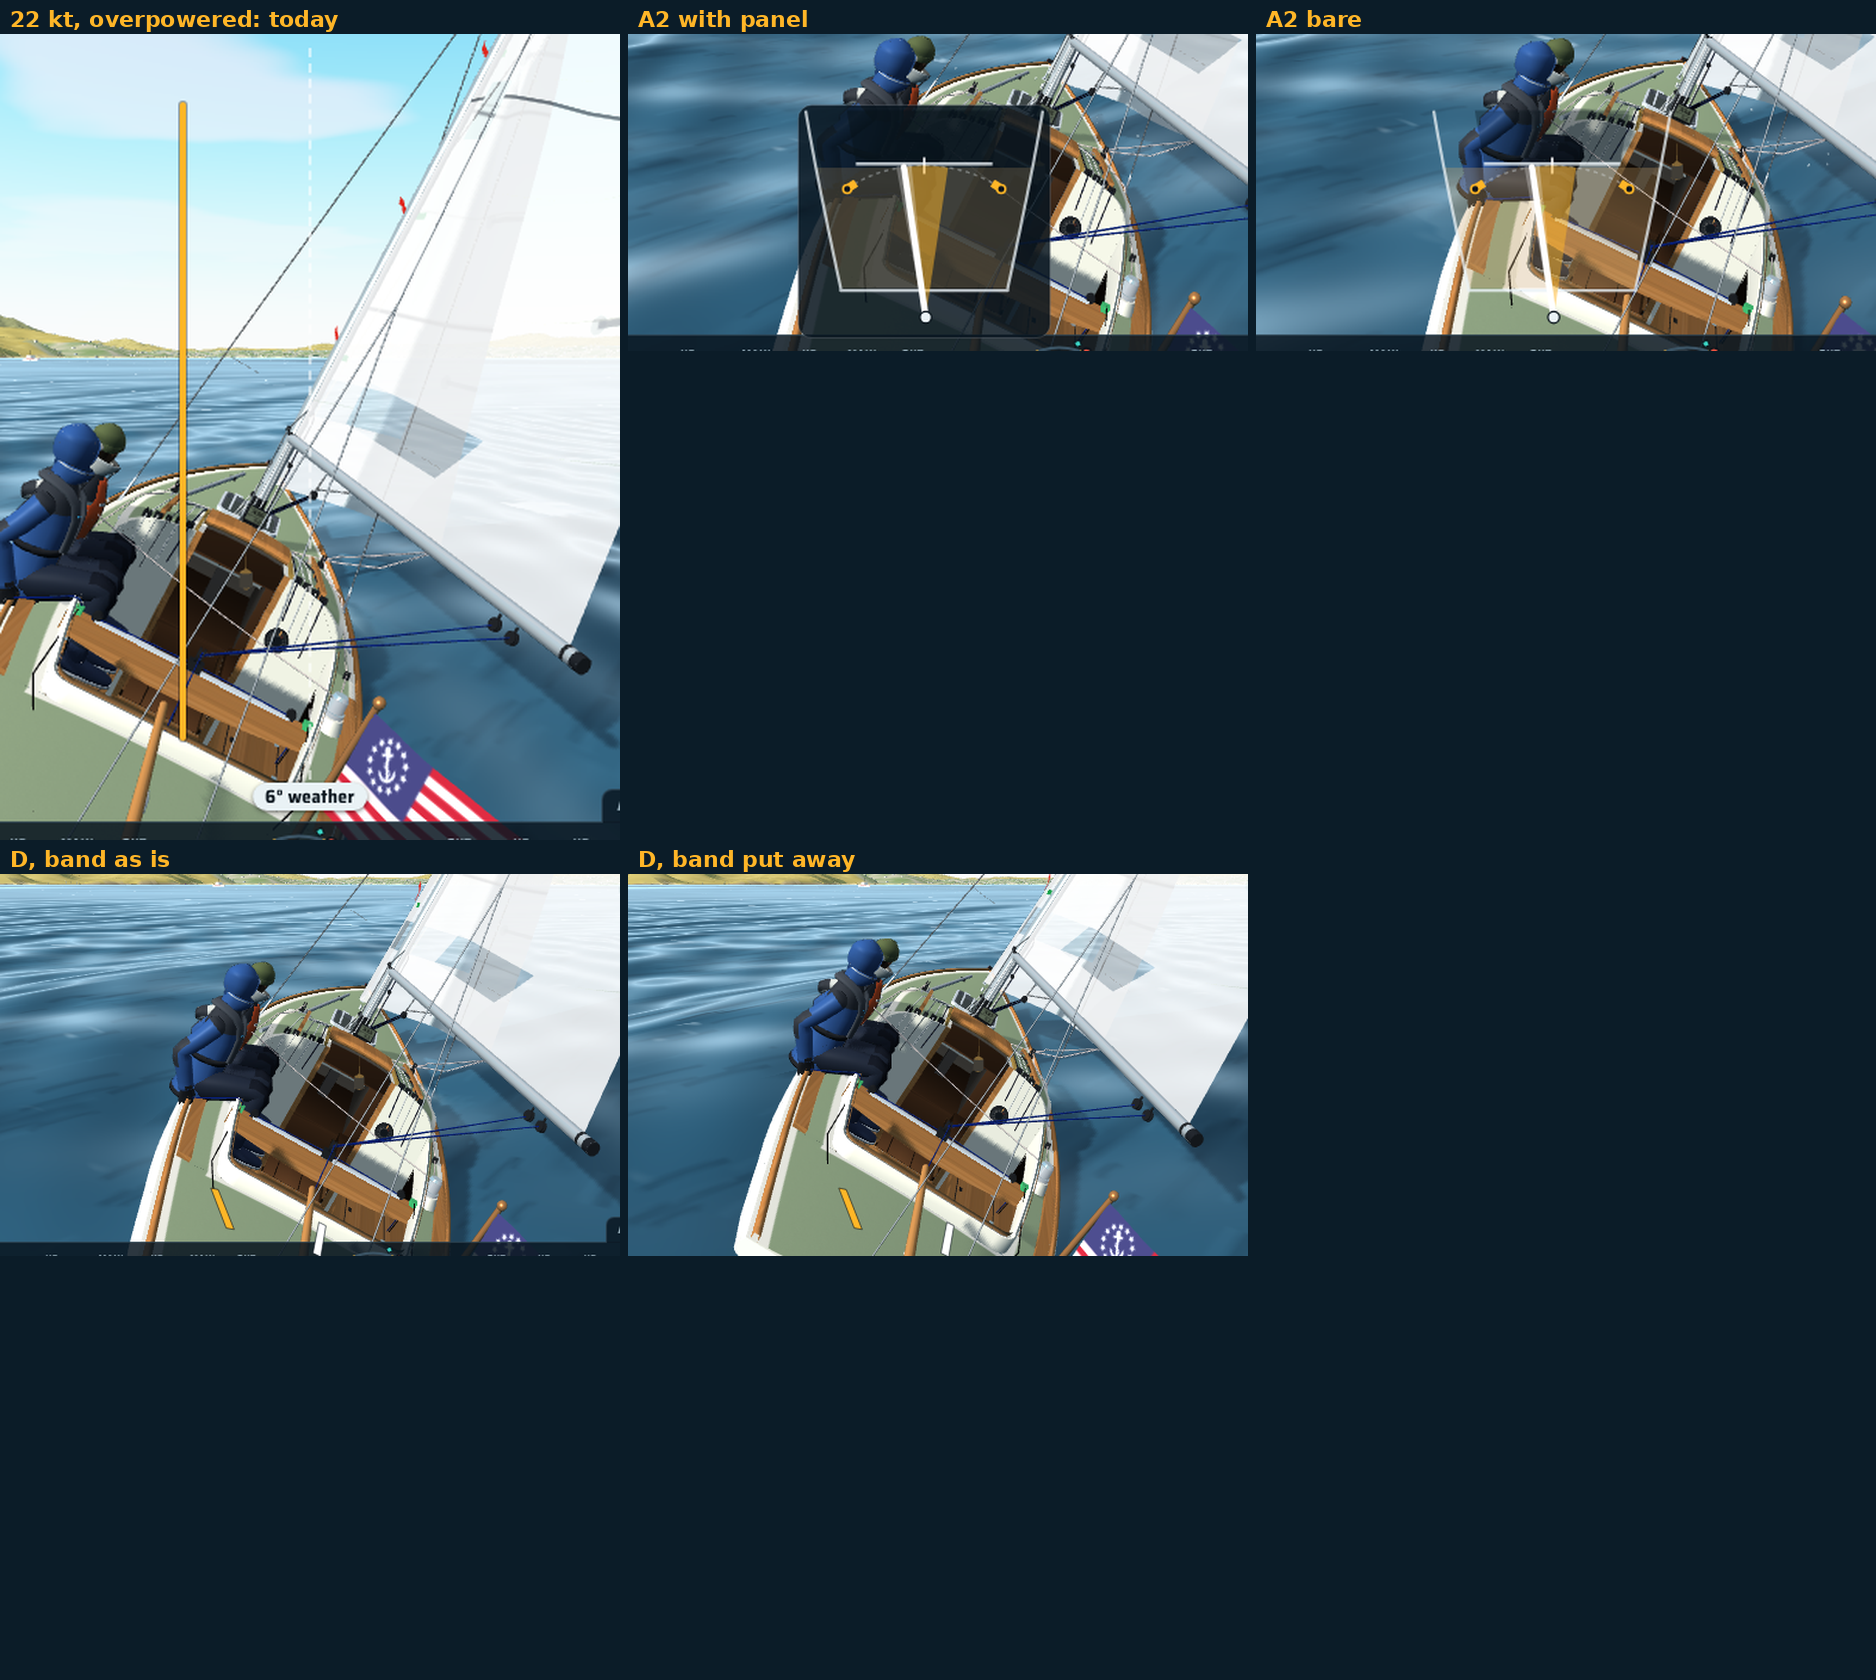 22 kt, overpowered: today
A2 with panel
A2 bare
6° weather
D, band as is
D, band put away